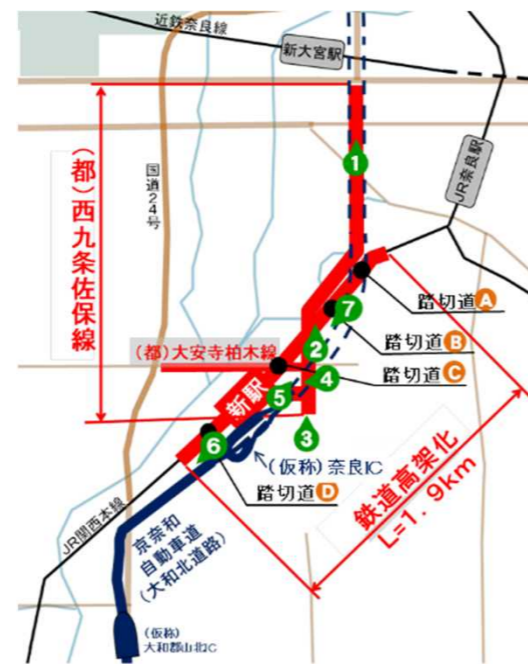 近鉄奈良線
新大宮駅
JR奈良駅
国道24号
(都)西九条佐保線
1
踏切道A
7
踏切道B
2
(都)大安寺柏木線
踏切道C
4
新駅
5
3
6
(仮称)奈良IC
踏切道D
鉄道高架化
L=1.9km
JR関西本線
京奈和
自動車道
(大和北道路)
(仮称)
大和郡山北IC